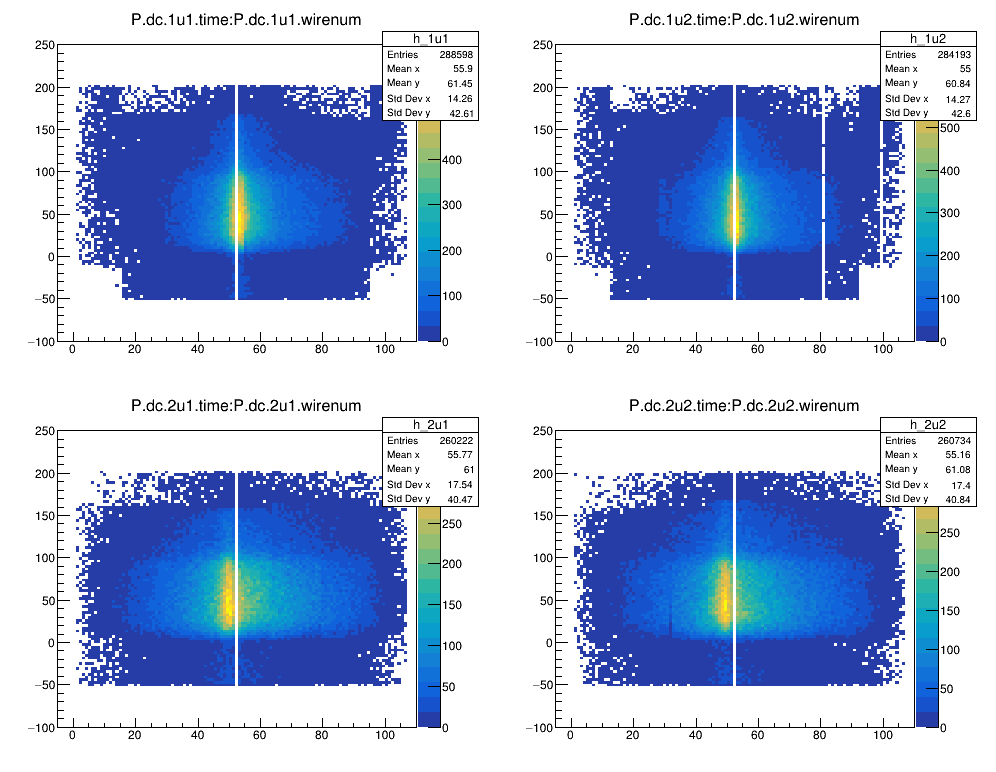 P.dc.1u1.time:P.dc.1u1.wirenum
h_1u1
Entries 288598
Mean x 55.9
Mean y 61.45
Std Dev x 14.26
Std Dev y 42.61
250
200
150
100
50
0
−50
−100
0 20 40 60 80 100
400
300
200
100
0
P.dc.1u2.time:P.dc.1u2.wirenum
h_1u2
Entries 284193
Mean x 55
Mean y 60.84
Std Dev x 14.27
Std Dev y 42.6
250
200
150
100
50
0
−50
−100
0 20 40 60 80 100
500
400
300
200
100
0
P.dc.2u1.time:P.dc.2u1.wirenum
h_2u1
Entries 260222
Mean x 55.77
Mean y 61
Std Dev x 17.54
Std Dev y 40.47
250
200
150
100
50
0
−50
−100
0 20 40 60 80 100
250
200
150
100
50
0
P.dc.2u2.time:P.dc.2u2.wirenum
h_2u2
Entries 260734
Mean x 55.16
Mean y 61.08
Std Dev x 17.4
Std Dev y 40.84
250
200
150
100
50
0
−50
−100
0 20 40 60 80 100
250
200
150
100
50
0